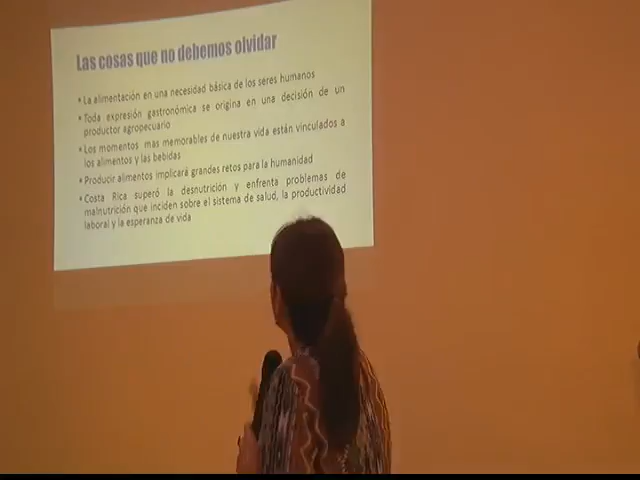 Las cosas que no debemos olvidar
• La alimentación en una necesidad básica de los seres humanos
• Toda expresión gastronómica se origina en una decisión de un
productor agropecuario
• Los momentos mas memorables de nuestra vida están vinculados a
los alimentos y las bebidas
• Producir alimentos implicará grandes retos para la humanidad
• Costa Rica superó la desnutrición y enfrenta problemas de
malnutrición que inciden sobre el sistema de salud, la productividad
laboral y la esperanza de vida